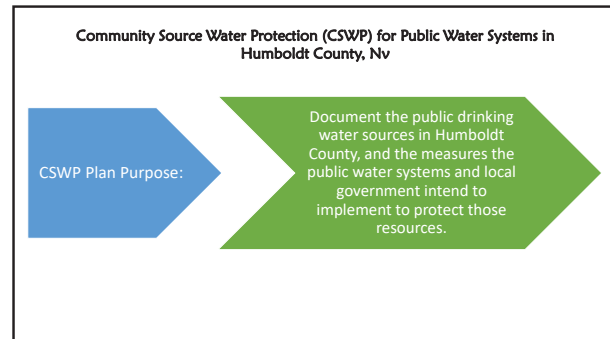 Community Source Water Protection (CSWP) for Public Water Systems in
Humboldt County, Nv
CSWP Plan Purpose:
Document the public drinking
water sources in Humboldt
County, and the measures the
public water systems and local
government intend to
implement to protect those
resources.